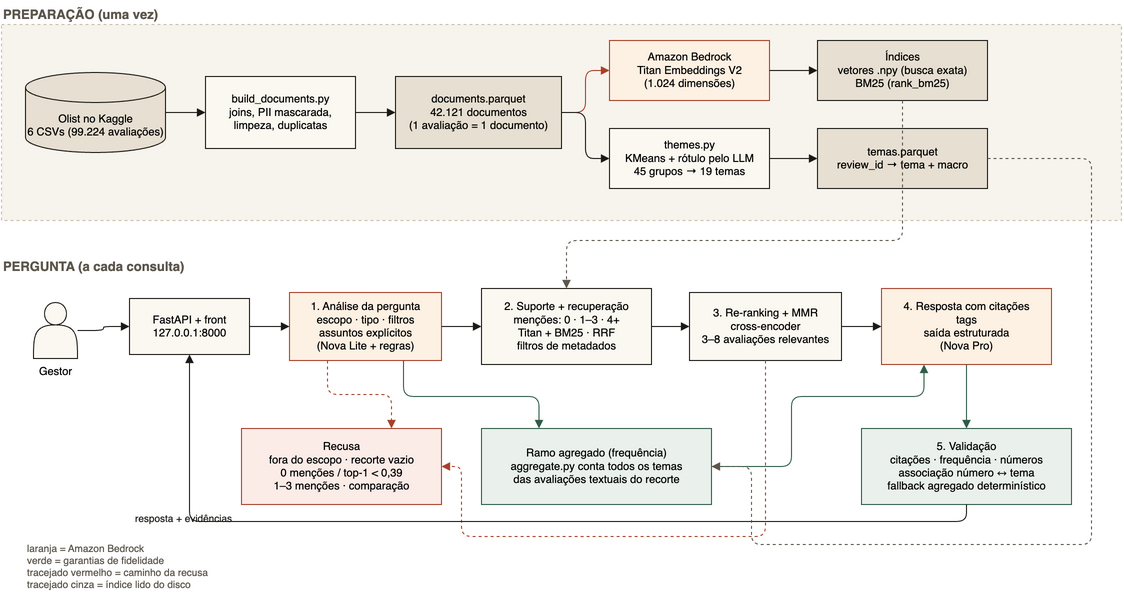 PREPARAÇÃO (uma vez)
Olist no Kaggle
6 CSVs (99.224 avaliações)
build_documents.py
joins, PII mascarada,
limpeza, duplicatas
documents.parquet
42.121 documentos
(1 avaliação = 1 documento)
Amazon Bedrock
Titan Embeddings V2
(1.024 dimensões)
Índices
vetores .npy (busca exata)
BM25 (rank_bm25)
themes.py
KMeans + rótulo pelo LLM
45 grupos → 19 temas
temas.parquet
review_id → tema + macro
PERGUNTA (a cada consulta)
Gestor
FastAPI + front
127.0.0.1:8000
1. Análise da pergunta
escopo · tipo · filtros
assuntos explícitos
(Nova Lite + regras)
2. Suporte + recuperação
menções: 0 · 1–3 · 4+
Titan + BM25 · RRF
filtros de metadados
3. Re-ranking + MMR
cross-encoder
3–8 avaliações relevantes
4. Resposta com citações
tags
saída estruturada
(Nova Pro)
Recusa
fora do escopo · recorte vazio
0 menções / top-1 < 0,39
1–3 menções · comparação
Ramo agregado (frequência)
aggregate.py conta todos os temas
das avaliações textuais do recorte
5. Validação
citações · frequência · números
associação número ↔ tema
fallback agregado determinístico
resposta + evidências
laranja = Amazon Bedrock
verde = garantias de fidelidade
tracejado vermelho = caminho da recusa
tracejado cinza = índice lido do disco